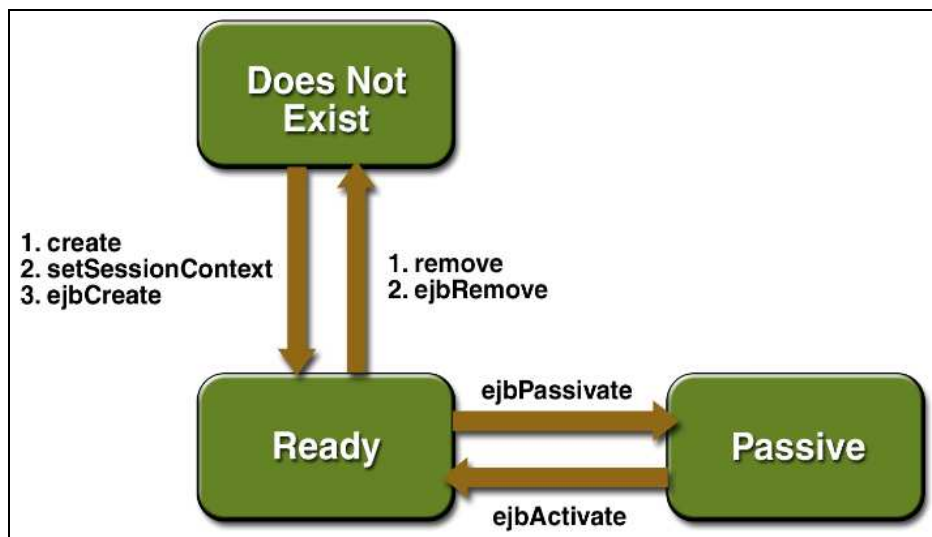 Does Not
Exist
1. create
2. setSessionContext
3. ejbCreate
1. remove
2. ejbRemove
Ready
ejbPassivate
ejbActivate
Passive